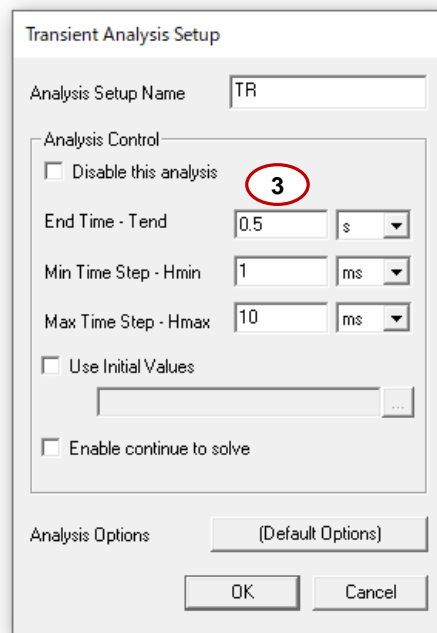 Transient Analysis Setup
Analysis Setup Name TR
Analysis Control
Disable this analysis
3
End Time - Tend 0.5 s
Min Time Step - Hmin 1 ms
Max Time Step - Hmax 10 ms
Use Initial Values
...
Enable continue to solve
Analysis Options (Default Options)
OK Cancel